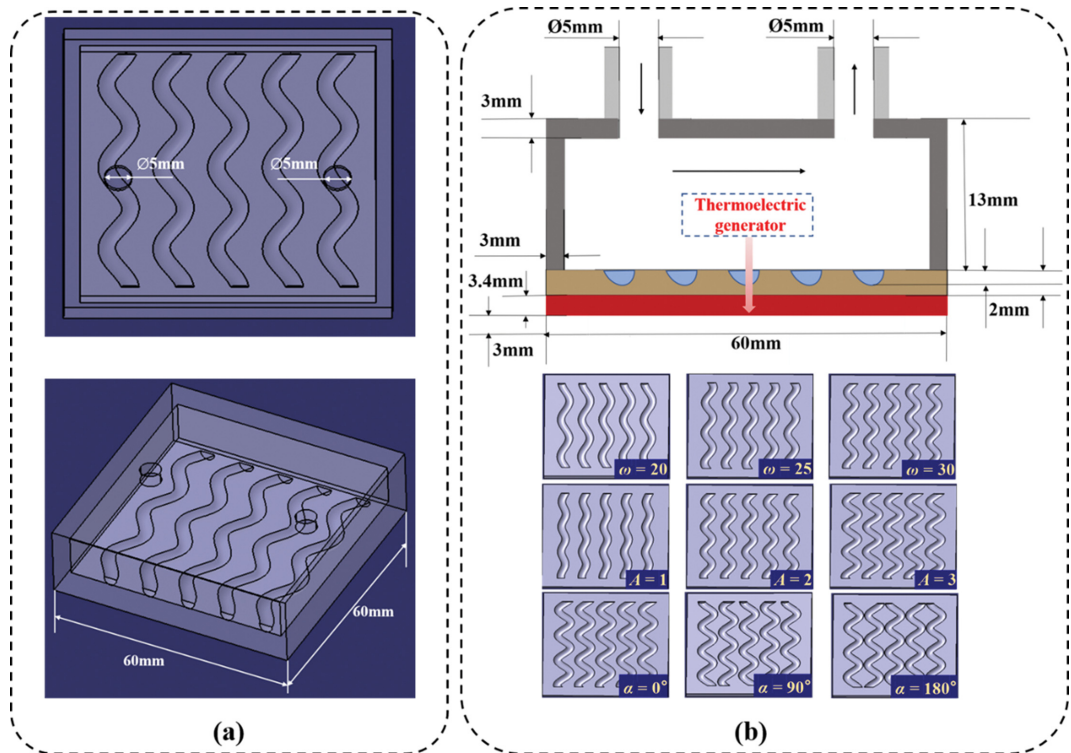 Ø5mm
Ø5mm
60mm
60mm
(a)
Ø5mm
Ø5mm
3mm
Thermoelectric
generator
13mm
3mm
3.4mm
2mm
3mm
60mm
ω = 20
ω = 25
ω = 30
A = 1
A = 2
A = 3
α = 0°
α = 90°
α = 180°
(b)